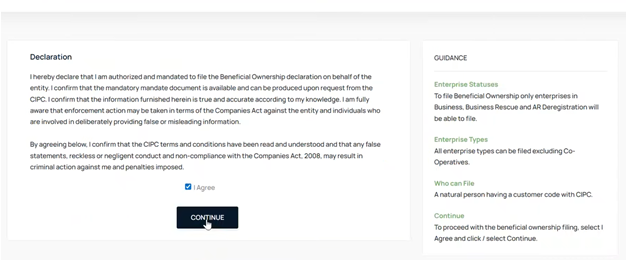 Declaration
I hereby declare that I am authorized and mandated to file the Beneficial Ownership declaration on behalf of the
entity. I confirm that the mandatory mandate document is available and can be produced upon request from the
CIPC. I confirm that the information furnished herein is true and accurate according to my knowledge. I am fully
aware that enforcement action may be taken in terms of the Companies Act against the entity and individuals who
are involved in deliberately providing false or misleading information.
By agreeing below, I confirm that the CIPC terms and conditions have been read and understood and that any false
statements, reckless or negligent conduct and non-compliance with the Companies Act, 2008, may result in
criminal action against me and penalties imposed.
I Agree
CONTINUE
GUIDANCE
Enterprise Statuses
To file Beneficial Ownership only enterprises in
Business, Business Rescue and AR Deregistration will
be able to file.
Enterprise Types
All enterprise types can be filed excluding Co-
Operatives.
Who can File
A natural person having a customer code with CIPC.
Continue
To proceed with the beneficial ownership filing, select I
Agree and click / select Continue.